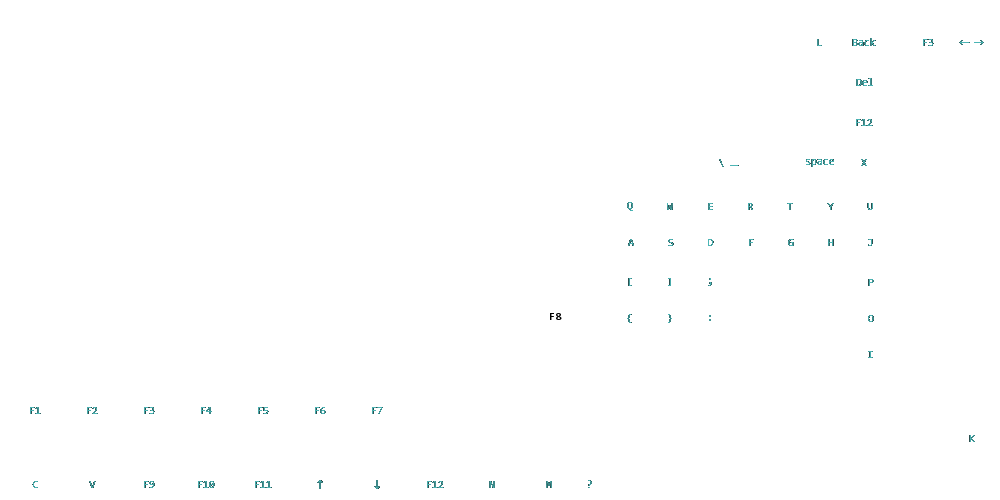 L Back F3 ←→
Del
F12
\ _ space X
Q W E R T Y U
A S D F G H J
[ ] ; P
F8 { } : O
I
F1 F2 F3 F4 F5 F6 F7
K
C V F9 F10 F11 ↑ ↓ F12 N M ?